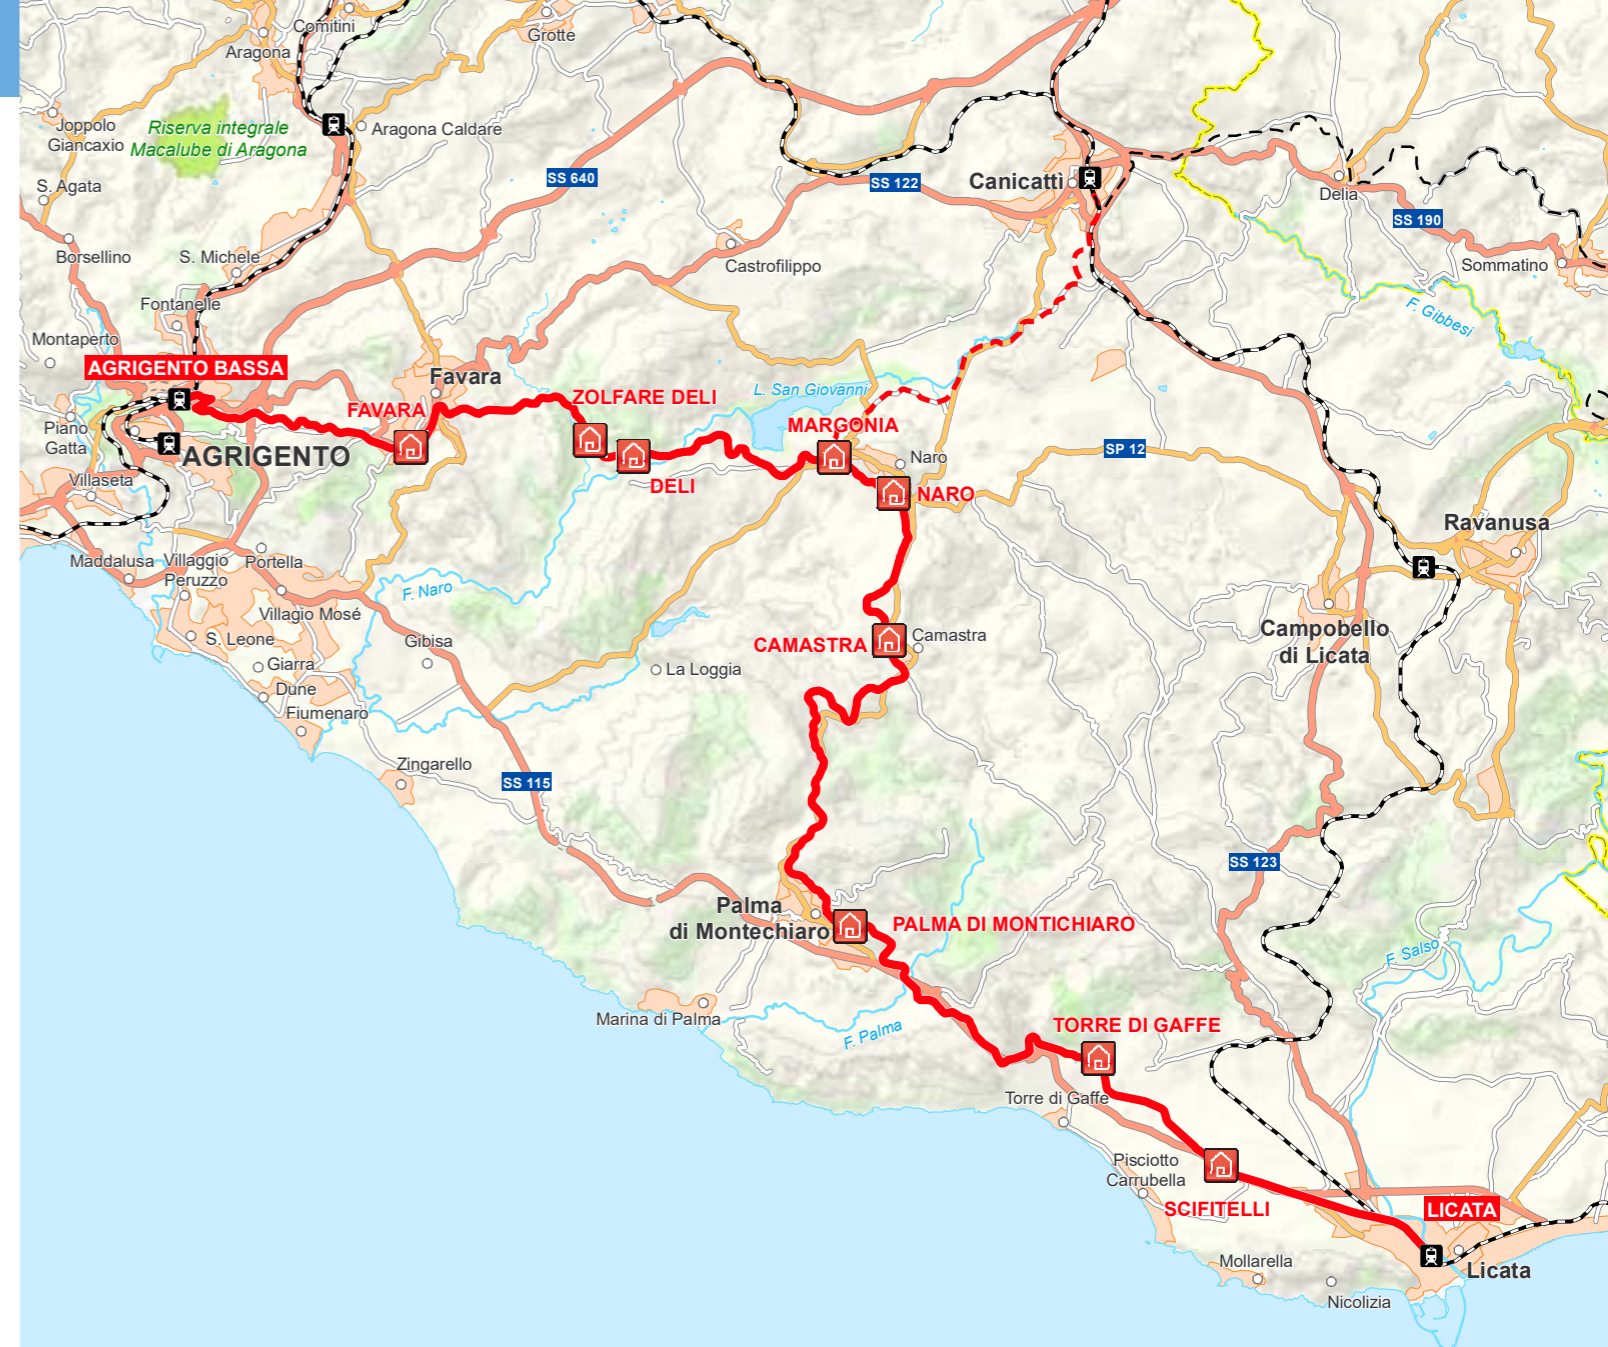 Comitini
Grotte
Aragona
Joppolo
Giancaxio
Riserva integrale
Macalube di Aragona
Aragona Caldare
S. Agata
SS 640
SS 122
Canicattì
Delia
SS 190
Borsellino
S. Michele
Castrofilippo
Sommatino
Fontanelle
F. Gibbesi
Montaperto
AGRIGENTO BASSA
Favara
L. San Giovanni
ZOLFARE DELI
FAVARA
MARGONIA
Piano
Gatta
AGRIGENTO
SP 12
Naro
Villaseta
DELI
NARO
Ravanusa
Maddalusa
Villaggio
Peruzzo
Portella
F. Naro
Villagio Mosé
S. Leone
Gibisa
CAMASTRA
Camastra
Campobello
di Licata
Giarra
La Loggia
Dune
Fiumenaro
Zingarello
SS 115
SS 123
Palma
di Montechiaro
PALMA DI MONTICHIARO
F. Salso
Marina di Palma
F. Palma
TORRE DI GAFFE
Torre di Gaffe
Pisciotto
Carrubella
SCIFITELLI
LICATA
Mollarella
Licata
Nicolizia